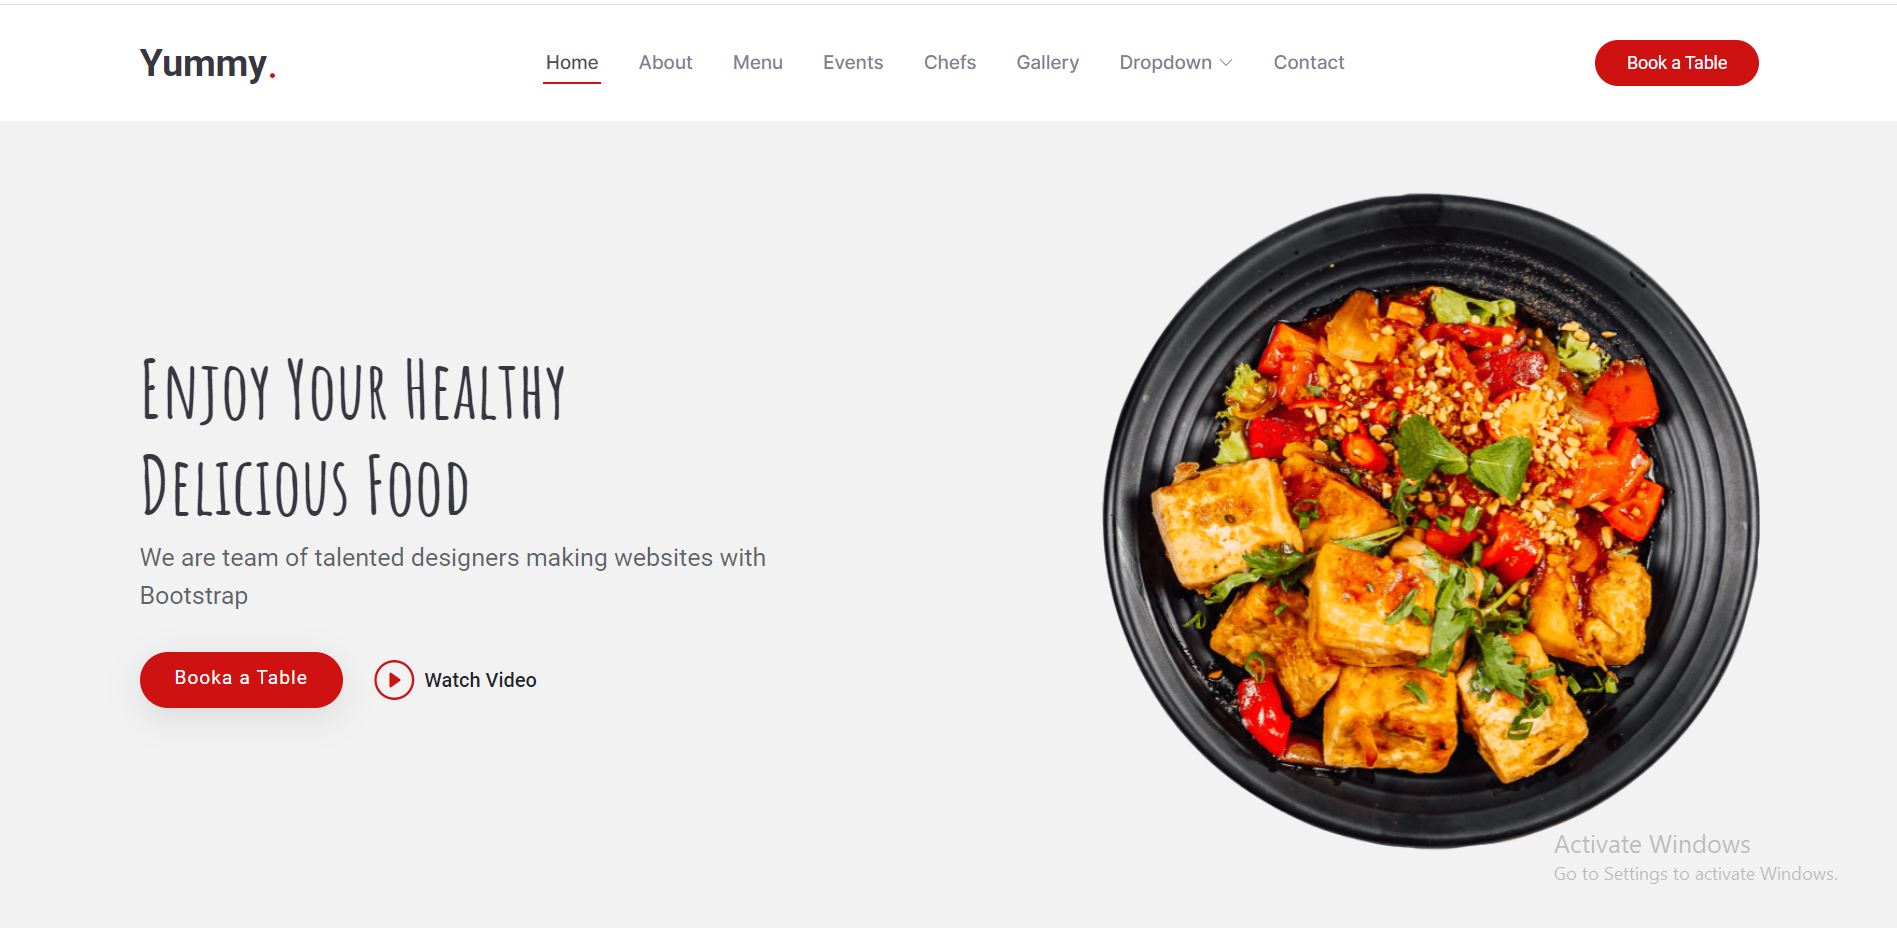 Yummy.
Home About Menu Events Chefs Gallery Dropdown Contact
Book a Table
Enjoy Your Healthy
Delicious Food
We are team of talented designers making websites with
Bootstrap
Booka a Table
Watch Video
Activate Windows
Go to Settings to activate Windows.